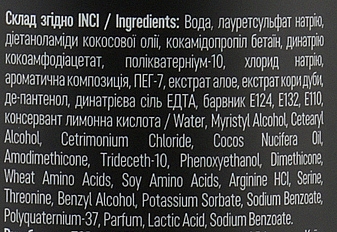 Склад згідно INCI / Ingredients: Вода, лауретсульфат натрію,
діетаноламіди кокосової олії, кокамідопропіл бетаїн, динатрію
кокоамфодіацетат, полікватерніум-10, хлорид натрію,
ароматична композиція, ПЕГ-7, екстракт алое, екстракт кори дуби,
де-пантенол, динатрієва сіль ЕДТА, барвник Е124, Е132, Е110,
консервант лимонна кислота / Water, Myristyl Alcohol, Cetearyl
Alcohol, Cetrimonium Chloride, Cocos Nucifera Oil,
Amodimethicone, Trideceth-10, Phenoxyethanol, Dimethicone,
Wheat Amino Acids, Soy Amino Acids, Arginine HCl, Serine,
Threonine, Benzyl Alcohol, Potassium Sorbate, Sodium Benzoate,
Polyquaternium-37, Parfum, Lactic Acid, Sodium Benzoate.